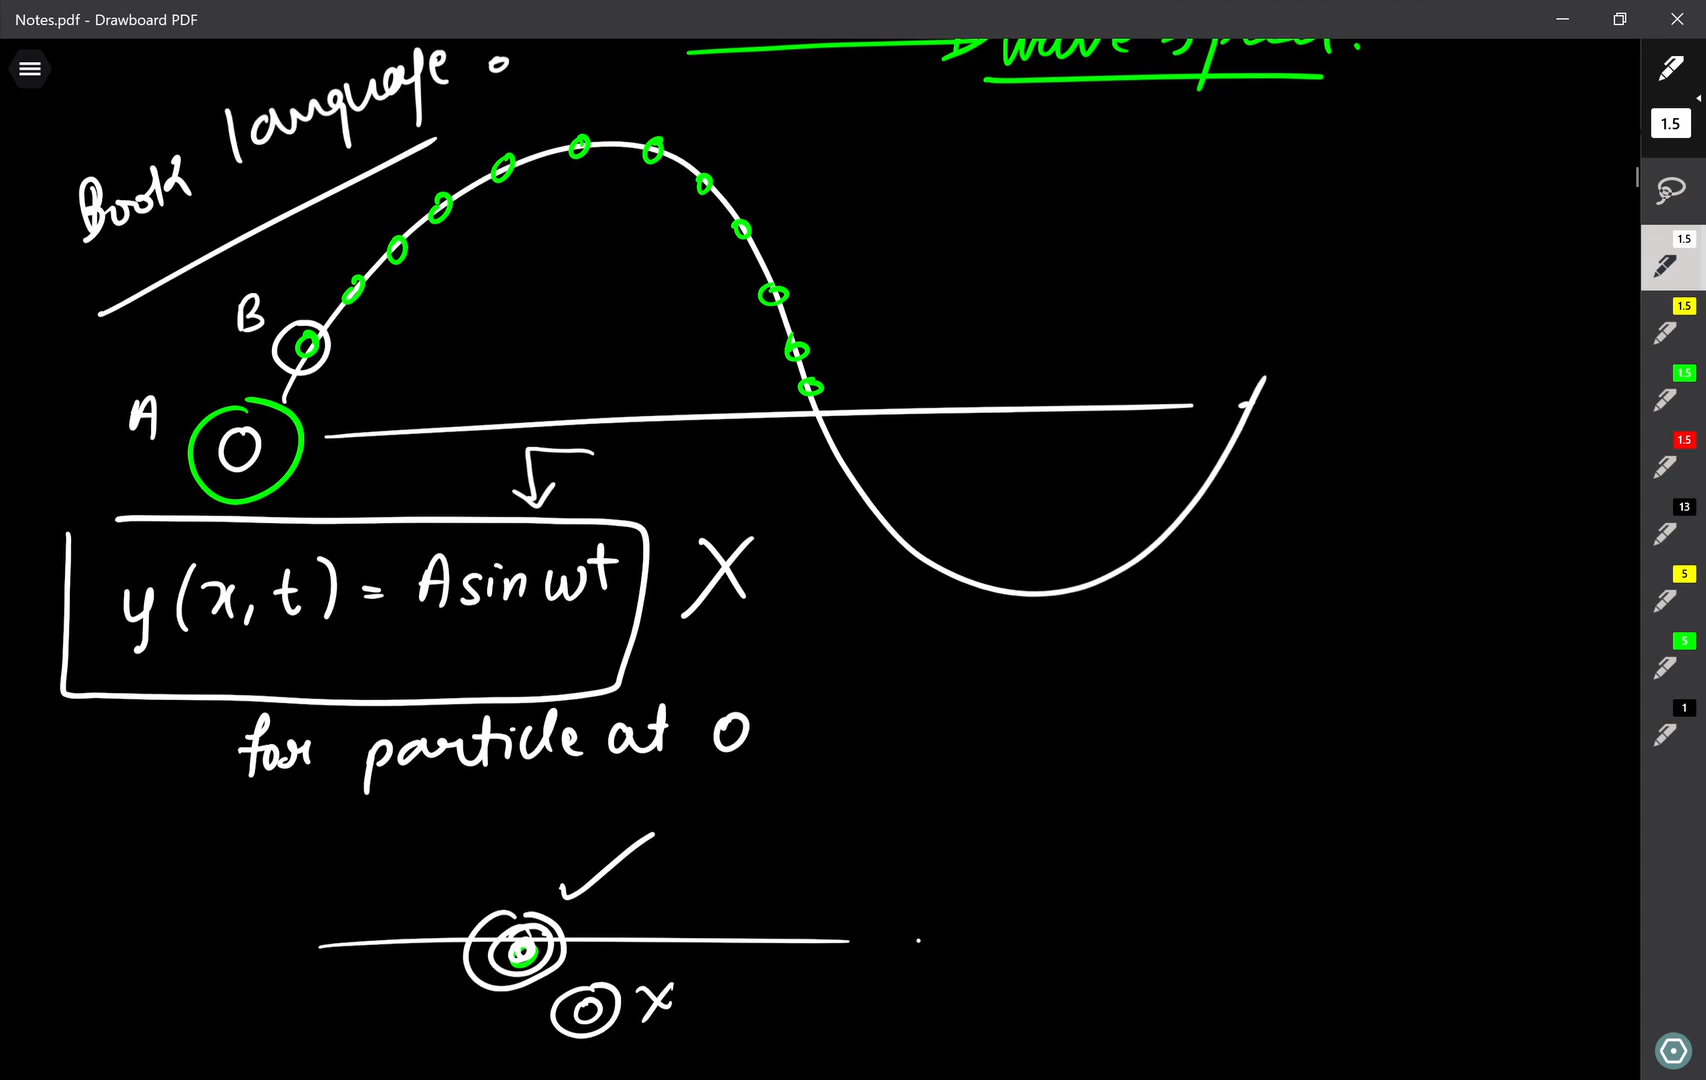 Notes.pdf - Drawboard PDF
wave speed.
Book language
1.5
1.5
1.5
1.5
1.5
13
5
5
1
B
A
O
y(x, t) = A sin wt X
for particle at O
O X